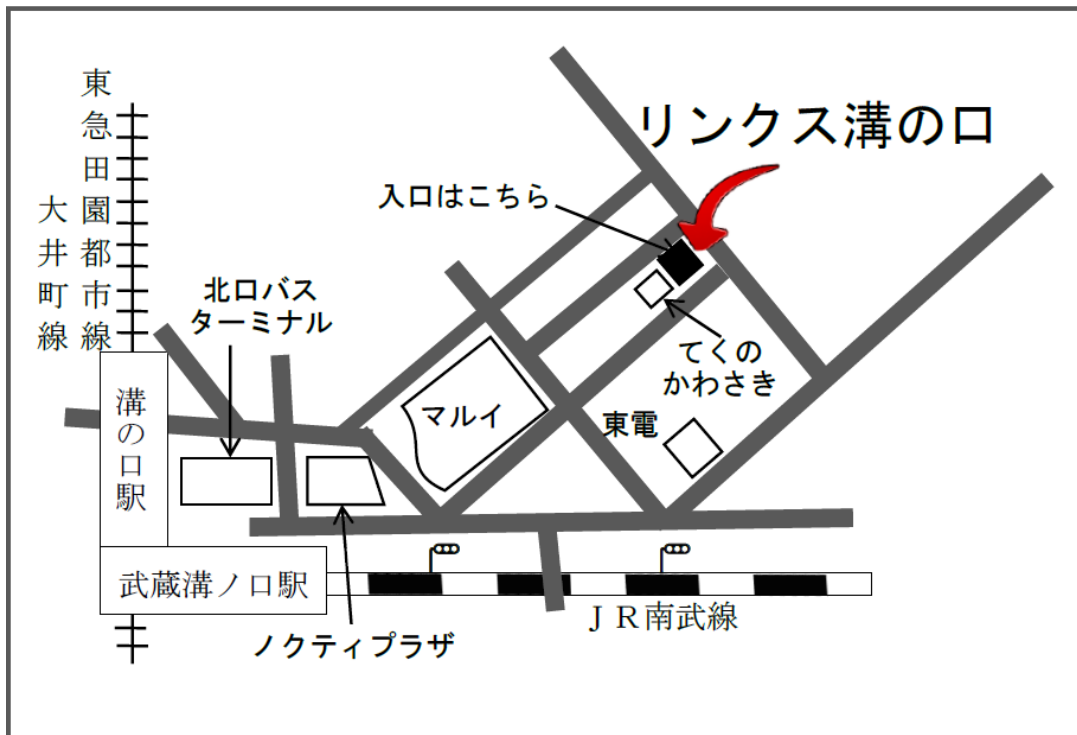 東急田園都市線
大井町線
リンクス溝の口
入口はこちら
北口バス
ターミナル
てくの
かわさき
マルイ
東電
溝の口駅
武蔵溝ノ口駅
ＪＲ南武線
ノクティプラザ